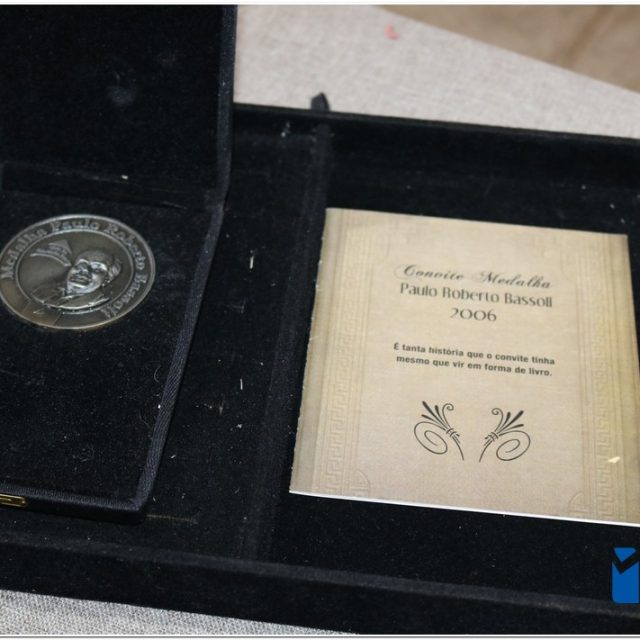 Medalha Paulo Roberto Bassoli
Convite Medalha
Paulo Roberto Bassoli
2006
É tanta história que o convite tinha
mesmo que vir em forma de livro.